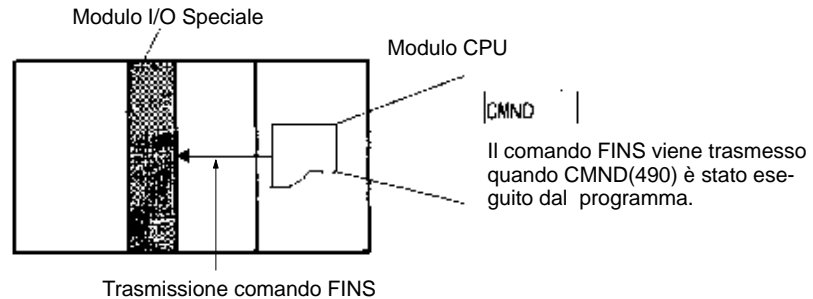 Modulo I/O Speciale
Modulo CPU
CMND
Il comando FINS viene trasmesso
quando CMND(490) è stato ese-
guito dal programma.
Trasmissione comando FINS